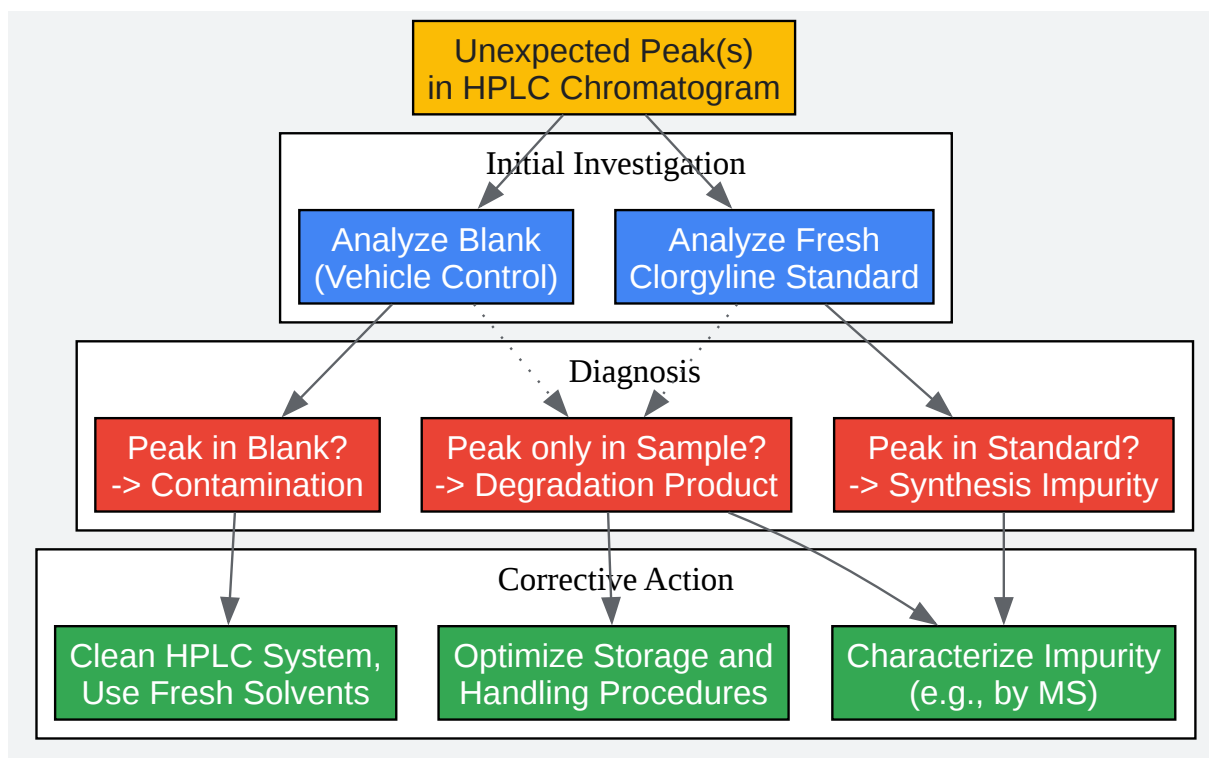 Unexpected Peak(s)
in HPLC Chromatogram
Initial Investigation
Analyze Blank
(Vehicle Control)
Analyze Fresh
Clorgyline Standard
Diagnosis
Peak in Blank?
-> Contamination
Peak only in Sample?
-> Degradation Product
Peak in Standard?
-> Synthesis Impurity
Corrective Action
Clean HPLC System,
Use Fresh Solvents
Optimize Storage and
Handling Procedures
Characterize Impurity
(e.g., by MS)